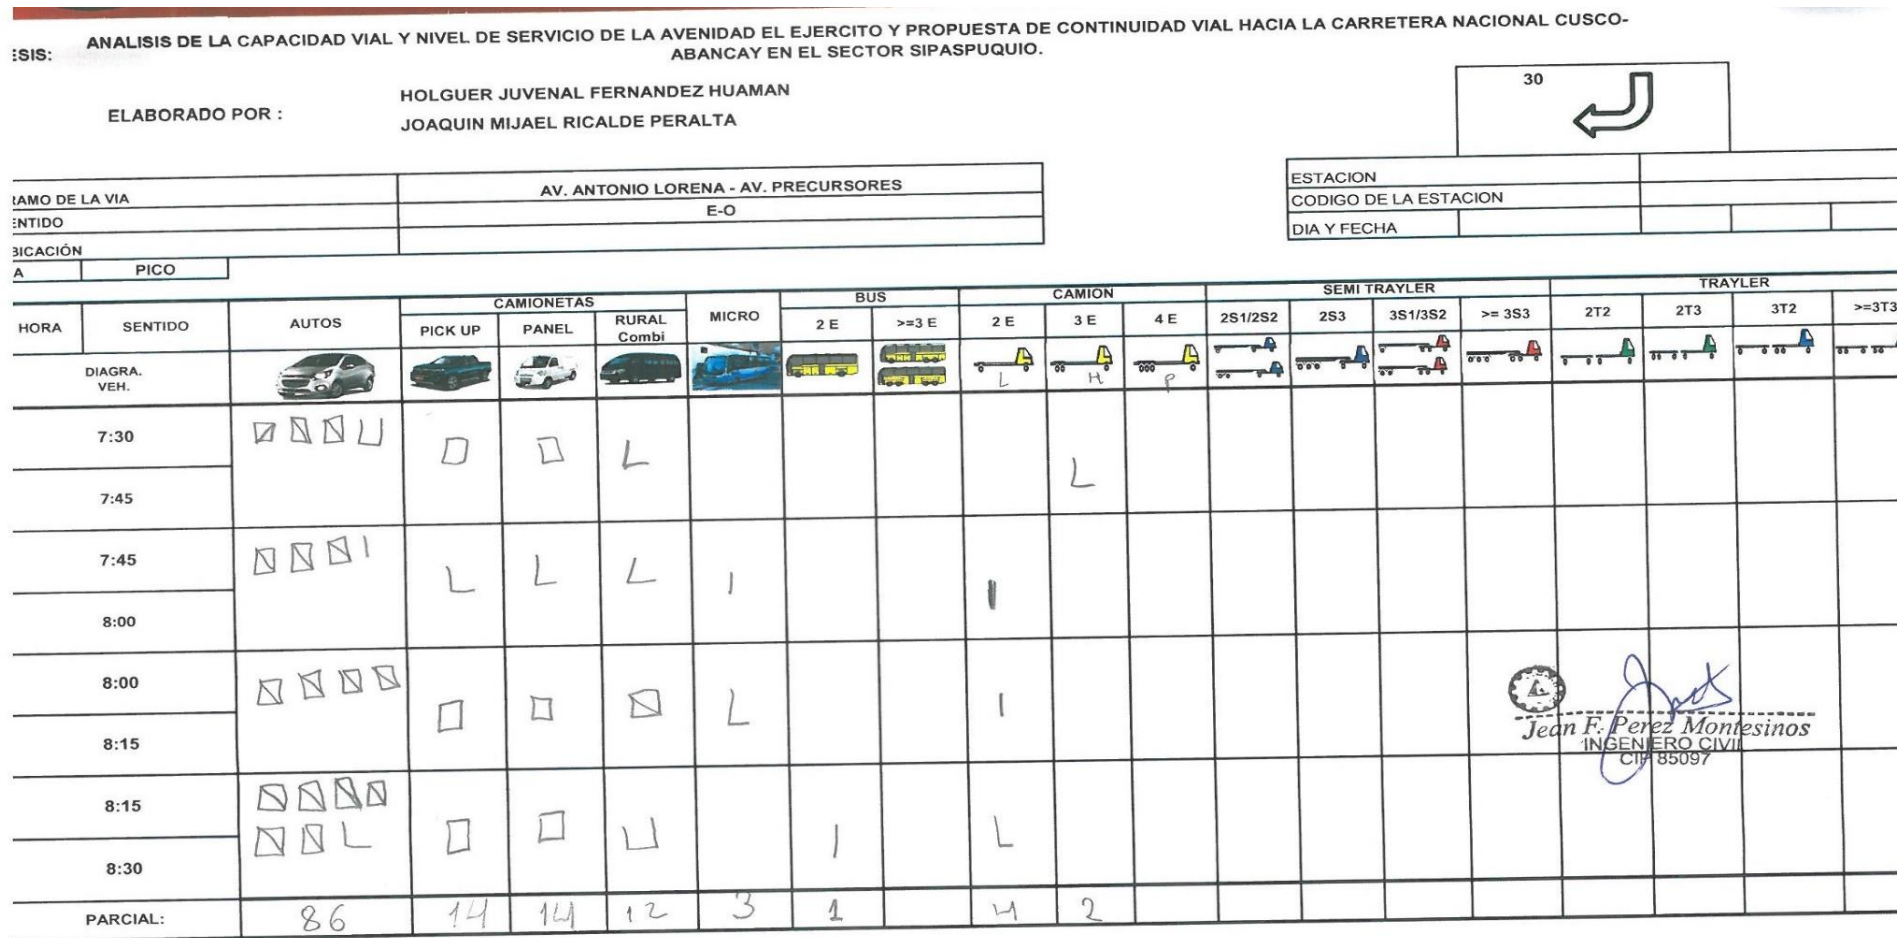 ESIS: ANALISIS DE LA CAPACIDAD VIAL Y NIVEL DE SERVICIO DE LA AVENIDAD EL EJERCITO Y PROPUESTA DE CONTINUIDAD VIAL HACIA LA CARRETERA NACIONAL CUSCO-
ABANCAY EN EL SECTOR SIPASPUQUIO.
ELABORADO POR : HOLGUER JUVENAL FERNANDEZ HUAMAN
JOAQUIN MIJAEL RICALDE PERALTA
30
RAMO DE LA VIA AV. ANTONIO LORENA - AV. PRECURSORES
ENTIDO E-O
BICACIÓN
A PICO
ESTACION
CODIGO DE LA ESTACION
DIA Y FECHA
HORA SENTIDO AUTOS CAMIONETAS MICRO BUS CAMION SEMI TRAYLER TRAYLER
PICK UP PANEL RURAL Combi 2 E >=3 E 2 E 3 E 4 E 2S1/2S2 2S3 3S1/3S2 >= 3S3 2T2 2T3 3T2 >=3T3
DIAGRA. VEH.
L H P
7:30
7:45
7:45
8:00
8:00
8:15
8:15
8:30
Jean F. Perez Montesinos
INGENIERO CIVIL
CIP 85097
PARCIAL: 86 14 14 12 3 1 4 2